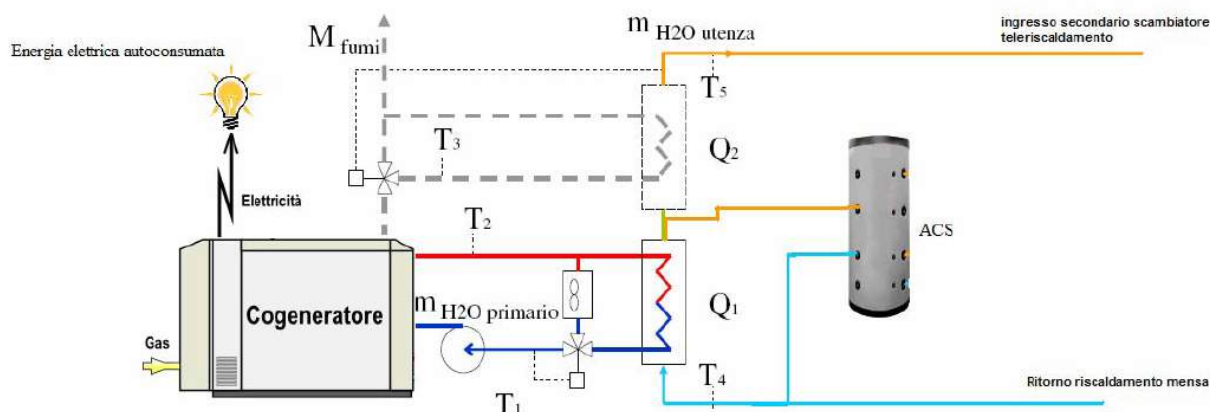 ingresso secondario scambiatore
teleriscaldamento
m H2O utenza
M fumi
Energia elettrica autoconsumata
T5
T3
Q2
Elettricità
T2
ACS
Cogeneratore
m H2O primario
Q1
Gas
T1
T4
Ritorno riscaldamento mensa